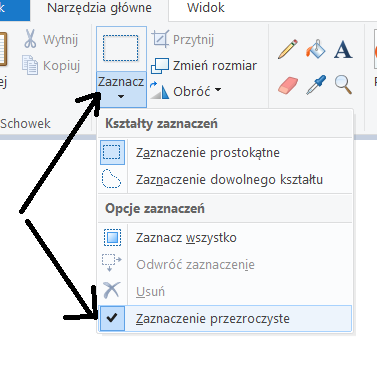 Narzędzia główne
Widok
Wytnij
Kopiuj
Schowek
Zaznacz
Przytnij
Zmień rozmiar
Obróć
A
Kształty zaznaczeń
Zaznaczenie prostokątne
Zaznaczenie dowolnego kształtu
Opcje zaznaczeń
Zaznacz wszystko
Odwróć zaznaczenie
Usuń
Zaznaczenie przezroczyste